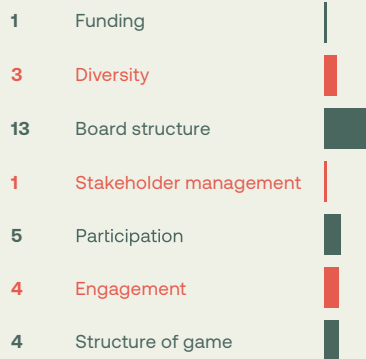 1 Funding
3 Diversity
13 Board structure
1 Stakeholder management
5 Participation
4 Engagement
4 Structure of game